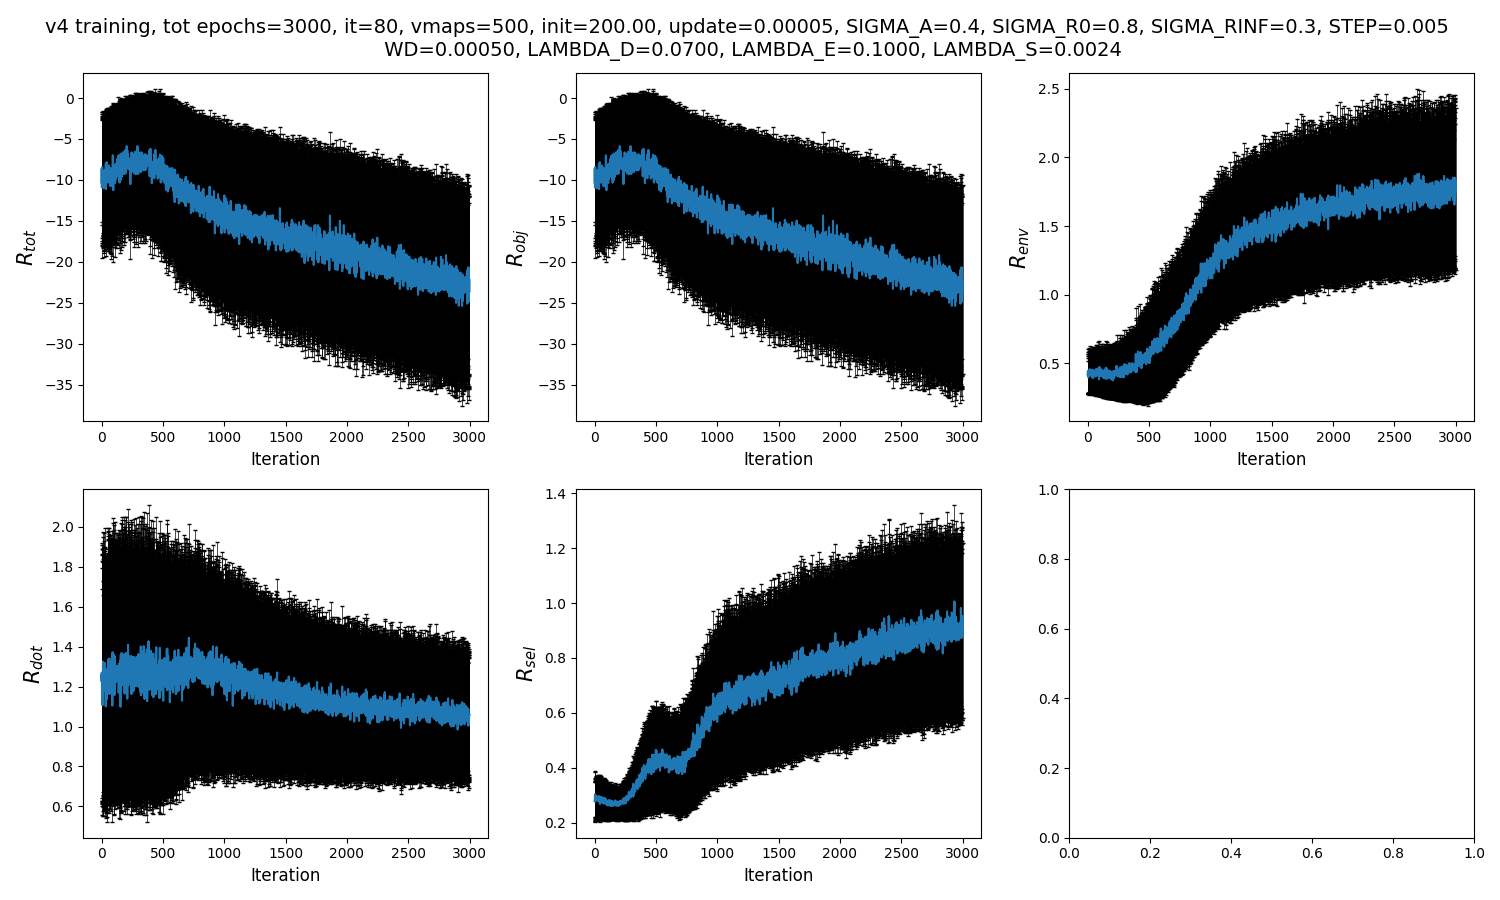 v4 training, tot epochs=3000, it=80, vmaps=500, init=200.00, update=0.00005, SIGMA_A=0.4, SIGMA_R0=0.8, SIGMA_RINF=0.3, STEP=0.005
WD=0.00050, LAMBDA_D=0.0700, LAMBDA_E=0.1000, LAMBDA_S=0.0024
R_tot
0
−5
−10
−15
−20
−25
−30
−35
0 500 1000 1500 2000 2500 3000
Iteration
R_obj
0
−5
−10
−15
−20
−25
−30
−35
0 500 1000 1500 2000 2500 3000
Iteration
R_env
2.5
2.0
1.5
1.0
0.5
0 500 1000 1500 2000 2500 3000
Iteration
R_dot
2.0
1.8
1.6
1.4
1.2
1.0
0.8
0.6
0 500 1000 1500 2000 2500 3000
Iteration
R_sel
1.4
1.2
1.0
0.8
0.6
0.4
0.2
0 500 1000 1500 2000 2500 3000
Iteration
1.0
0.8
0.6
0.4
0.2
0.0
0.0 0.2 0.4 0.6 0.8 1.0